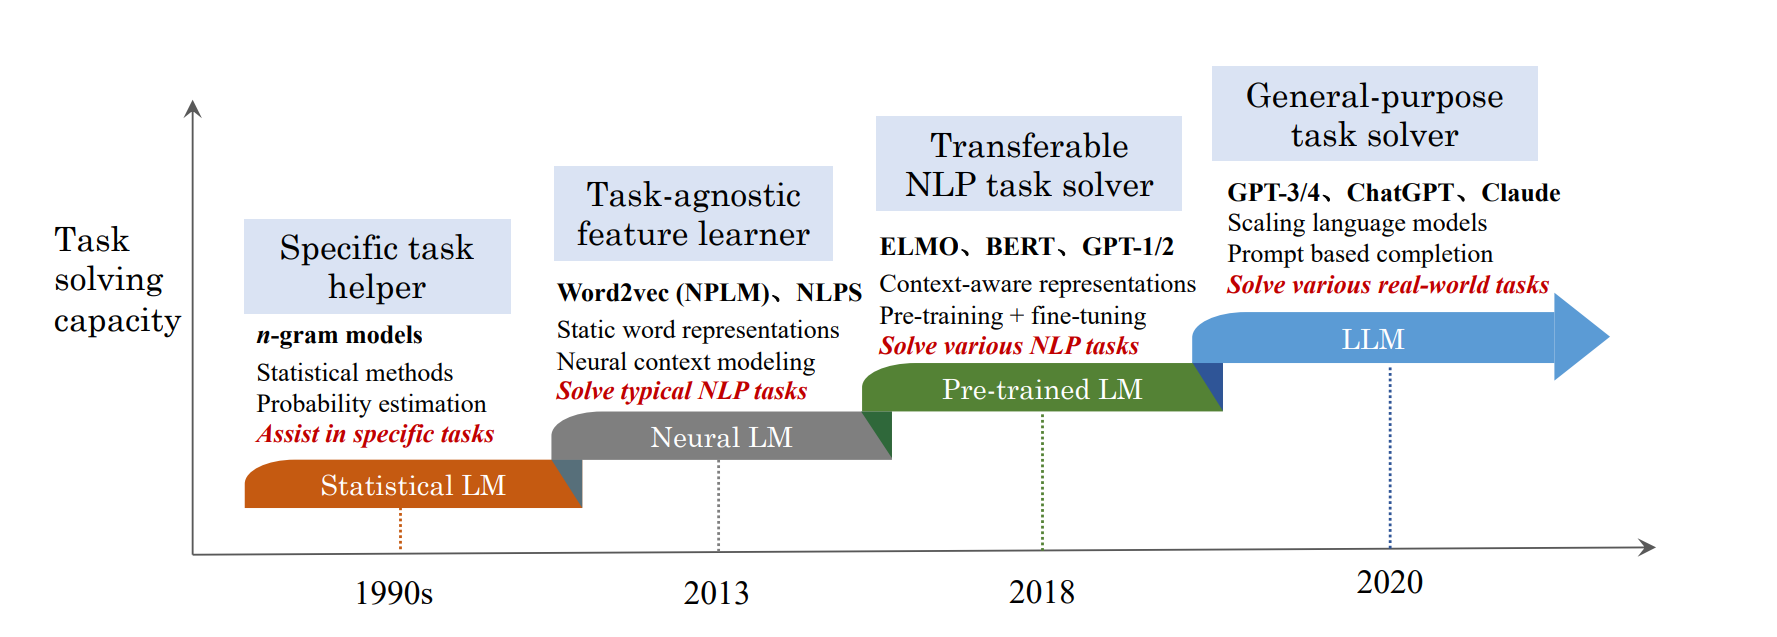 Task
solving
capacity
Specific task
helper
n-gram models
Statistical methods
Probability estimation
Assist in specific tasks
Statistical LM
1990s
Task-agnostic
feature learner
Word2vec (NPLM)、NLPS
Static word representations
Neural context modeling
Solve typical NLP tasks
Neural LM
2013
Transferable
NLP task solver
ELMO、BERT、GPT-1/2
Context-aware representations
Pre-training + fine-tuning
Solve various NLP tasks
Pre-trained LM
2018
General-purpose
task solver
GPT-3/4、ChatGPT、Claude
Scaling language models
Prompt based completion
Solve various real-world tasks
LLM
2020